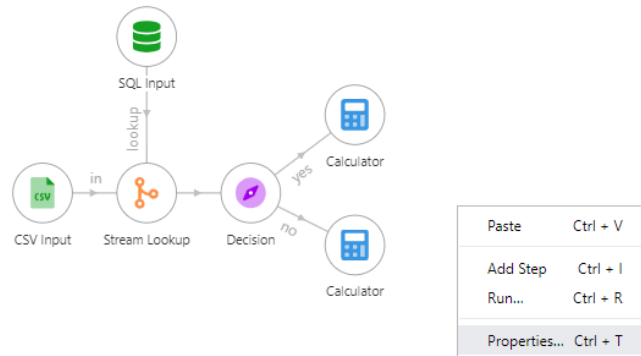 SQL Input
lookup
in
CSV
CSV Input
Stream Lookup
Decision
yes
no
Calculator
Calculator
Paste Ctrl + V
Add Step Ctrl + I
Run... Ctrl + R
Properties... Ctrl + T